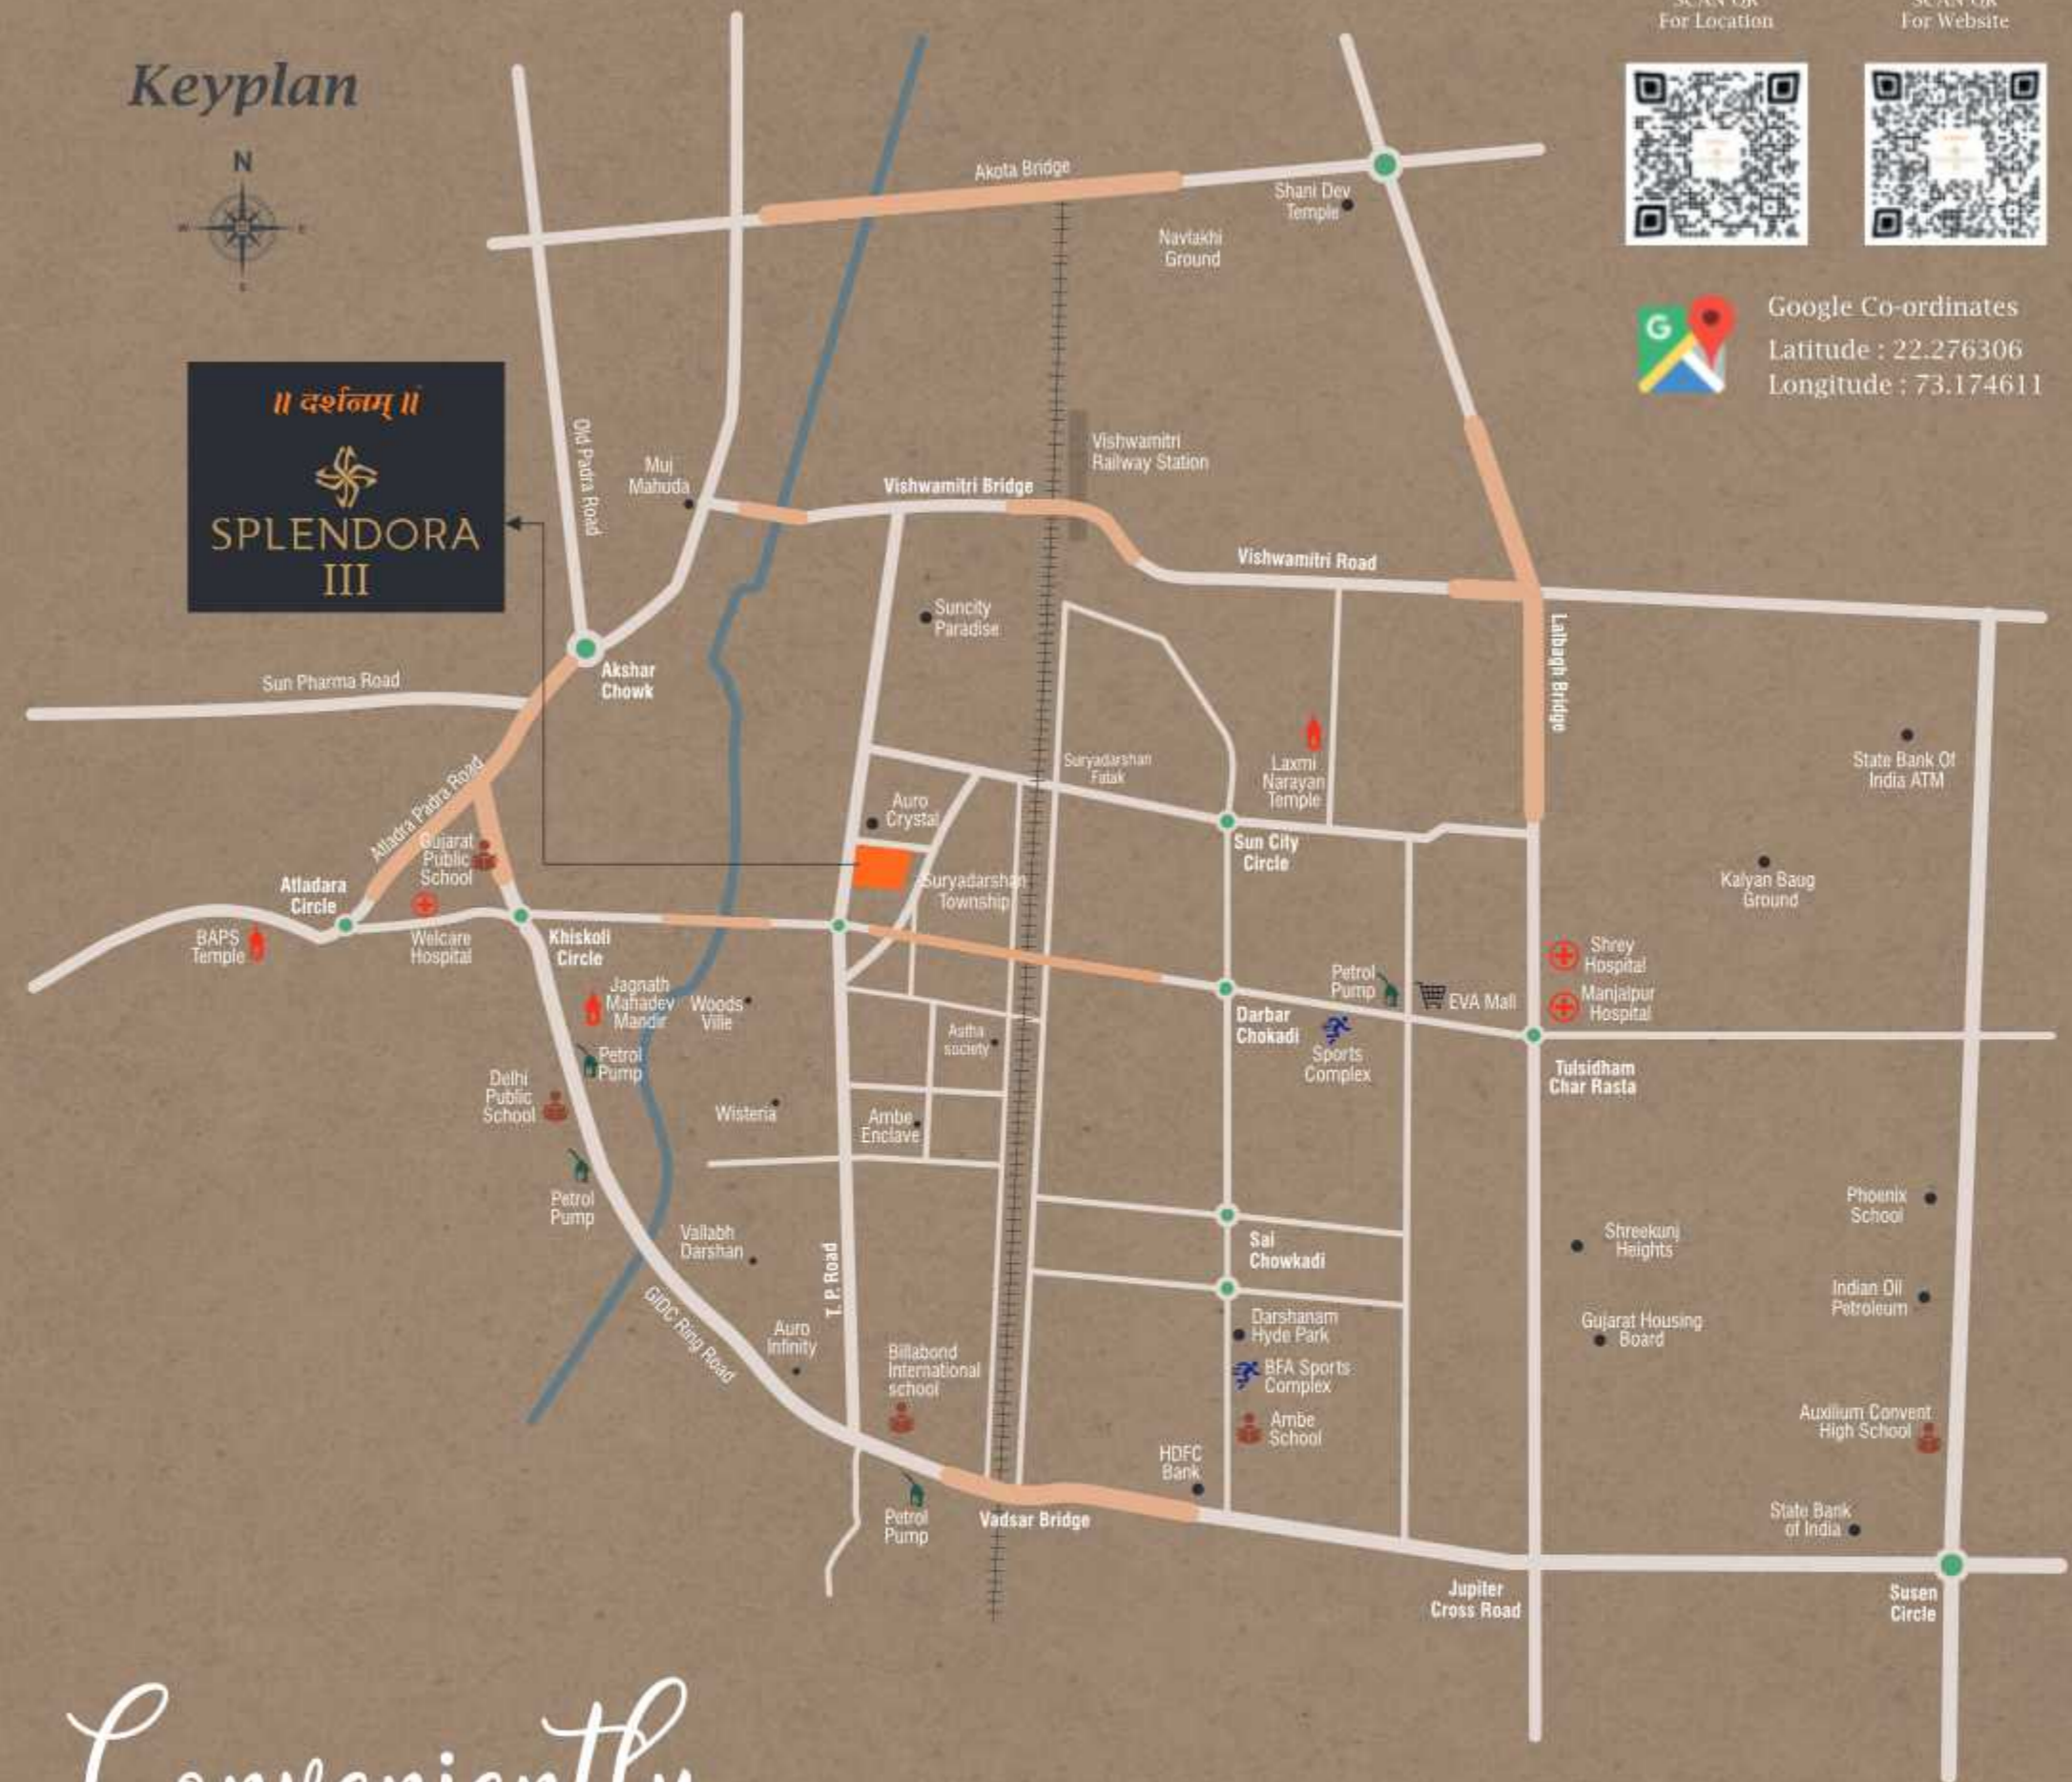 SCAN QR
For Location
SCAN QR
For Website
Keyplan
N
W
E
S
Google Co-ordinates
Latitude : 22.276306
Longitude : 73.174611
॥ दर्शनम् ॥
SPLENDORA
III
Akota Bridge
Shani Dev
Temple
Navlakhi
Ground
Old Padra Road
Muj
Mahuda
Vishwamitri
Railway Station
Vishwamitri Bridge
Vishwamitri Road
Suncity
Paradise
Lalbagh Bridge
Akshar
Chowk
Sun Pharma Road
Suryadarshan
Fatak
Laxmi
Narayan
Temple
State Bank Of
India ATM
Atladra Padra Road
Auro
Crystal
Gujarat
Public
School
Sun City
Circle
Suryadarshan
Township
Kalyan Baug
Ground
Atladara
Circle
BAPS
Temple
Welcare
Hospital
Khiskoli
Circle
Shrey
Hospital
Manjalpur
Hospital
Petrol
Pump
EVA Mall
Jagnath
Mahadev
Mandir
Woods
Ville
Darbar
Chokadi
Sports
Complex
Aatha
society
Petrol
Pump
Tulsidham
Char Rasta
Delhi
Public
School
Wisteria
Ambe
Enclave
Petrol
Pump
Phoenix
School
Vallabh
Darshan
T. P. Road
Sai
Chowkadi
Shreekunj
Heights
GIDC Ring Road
Indian Oil
Petroleum
Auro
Infinity
Darshanam
Hyde Park
Gujarat Housing
Board
Billabond
International
school
BFA Sports
Complex
Ambe
School
Auxilium Convent
High School
HDFC
Bank
Petrol
Pump
Vadsar Bridge
State Bank
of India
Jupiter
Cross Road
Susen
Circle
Conveniently